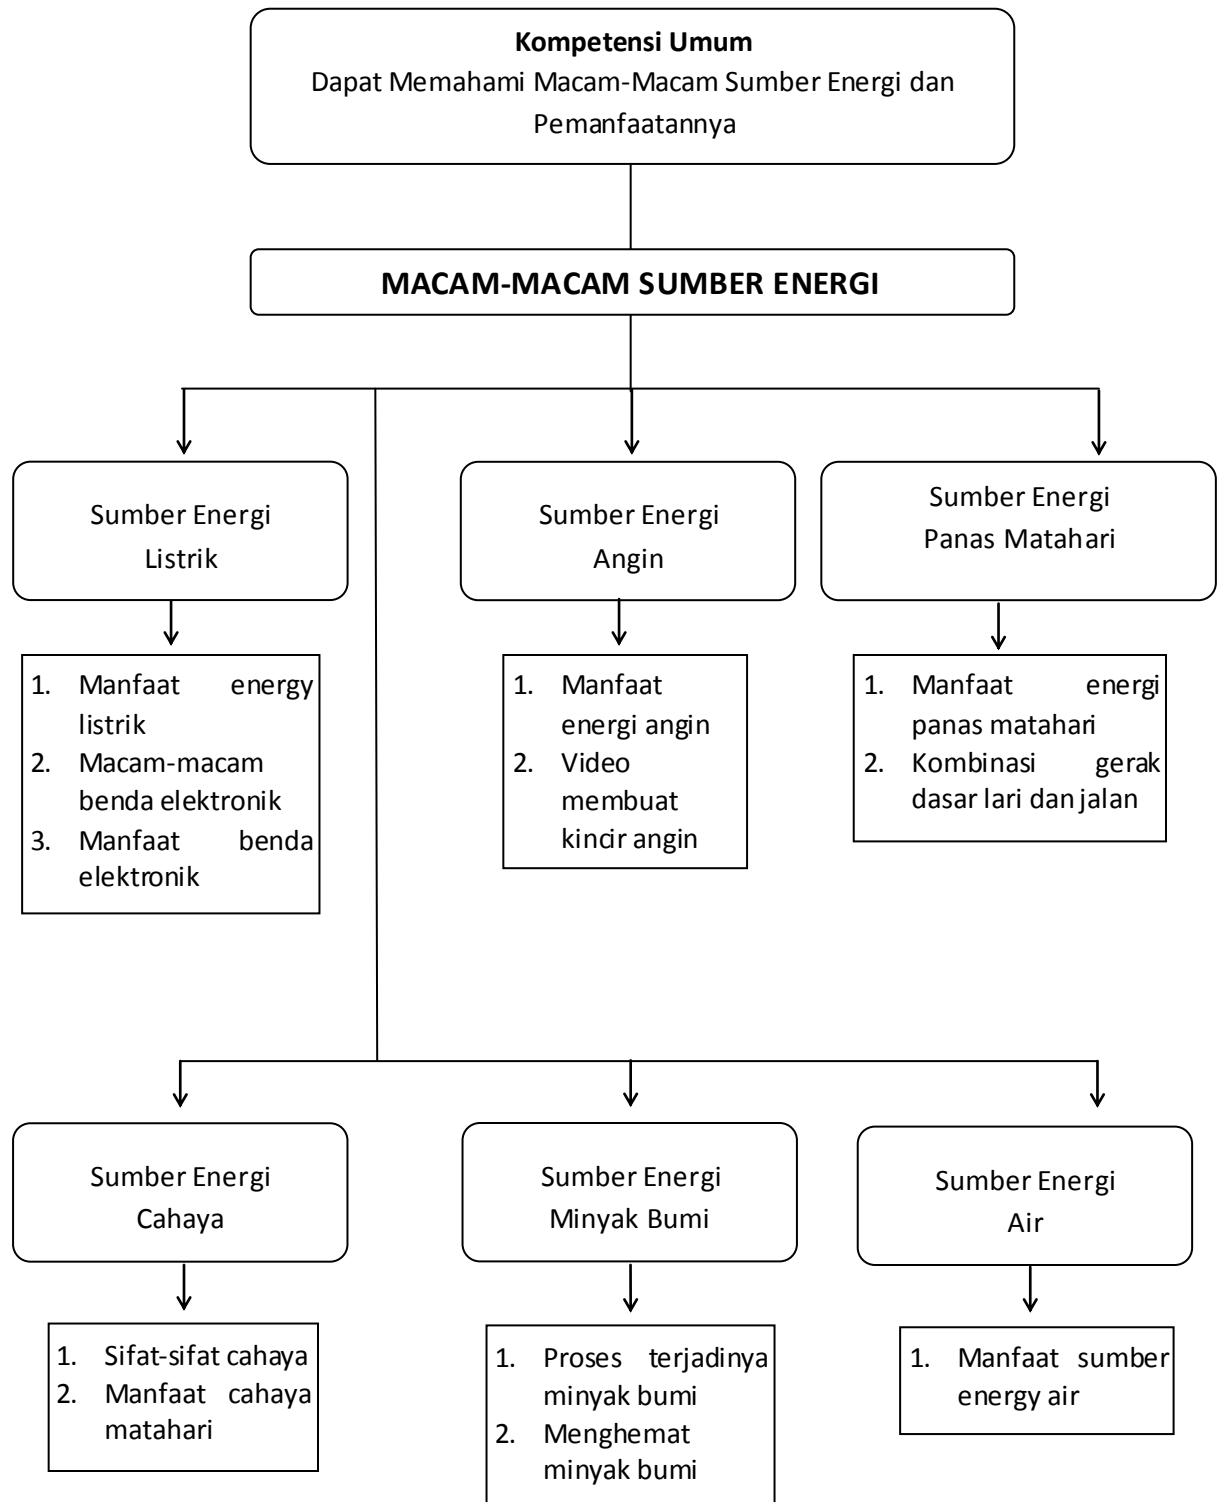 Kompetensi Umum
Dapat Memahami Macam-Macam Sumber Energi dan
Pemanfaatannya
MACAM-MACAM SUMBER ENERGI
Sumber Energi
Listrik
Sumber Energi
Angin
Sumber Energi
Panas Matahari
1. Manfaat energy
listrik
2. Macam-macam
benda elektronik
3. Manfaat benda
elektronik
1. Manfaat
energi angin
2. Video
membuat
kincir angin
1. Manfaat energi
panas matahari
2. Kombinasi gerak
dasar lari dan jalan
Sumber Energi
Cahaya
Sumber Energi
Minyak Bumi
Sumber Energi
Air
1. Sifat-sifat cahaya
2. Manfaat cahaya
matahari
1. Proses terjadinya
minyak bumi
2. Menghemat
minyak bumi
1. Manfaat sumber
energy air